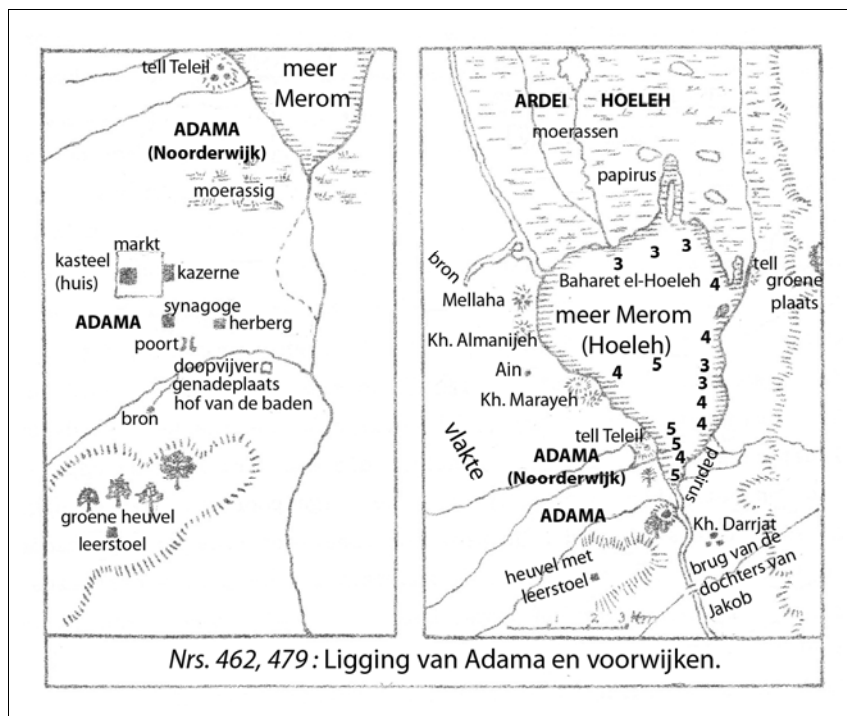 tell Teleil
meer
Merom
ADAMA
(Noorderwijk)
moerassig
markt
kasteel
(huis)
kazerne
synagoge
ADAMA
herberg
poort
doopvijver
genadeplaats
hof van de baden
bron
groene heuvel
leerstoel
ARDEI
HOELEH
moerassen
papirus
bron
3
3
3
Baharet el-Hoeleh
4
tell
groene
plaats
Mellaha
meer Merom
(Hoeleh)
4
Kh. Almanijeh
Ain
4
5
3
3
4
Kh. Marayeh
4
vlakte
tell Teleil
5
5
4
5
papirus
ADAMA
(Noorderwijk)
ADAMA
Kh. Darrjat
brug van de
dochters van
Jakob
heuvel met
leerstoel
1 2 3 Km
Nrs. 462, 479 : Ligging van Adama en voorwijken.